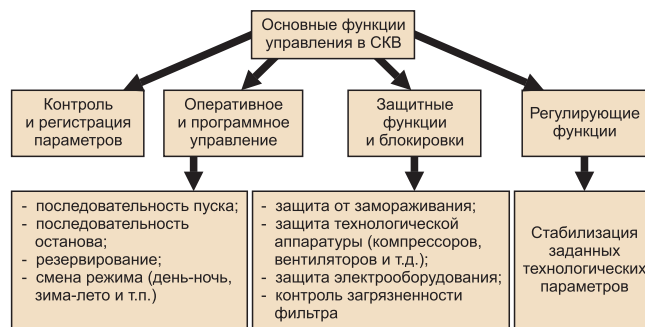 Основные функции
управления в СКВ
Контроль
и регистрация
параметров
Оперативное
и программное
управление
Защитные
функции
и блокировки
Регулирующие
функции
- последовательность пуска;
- последовательность
останова;
- резервирование;
- смена режима (день-ночь,
зима-лето и т.п.)
- защита от замораживания;
- защита технологической
аппаратуры (компрессоров,
вентиляторов и т.д.);
- защита электрооборудования;
- контроль загрязненности
фильтра
Стабилизация
заданных
технологических
параметров